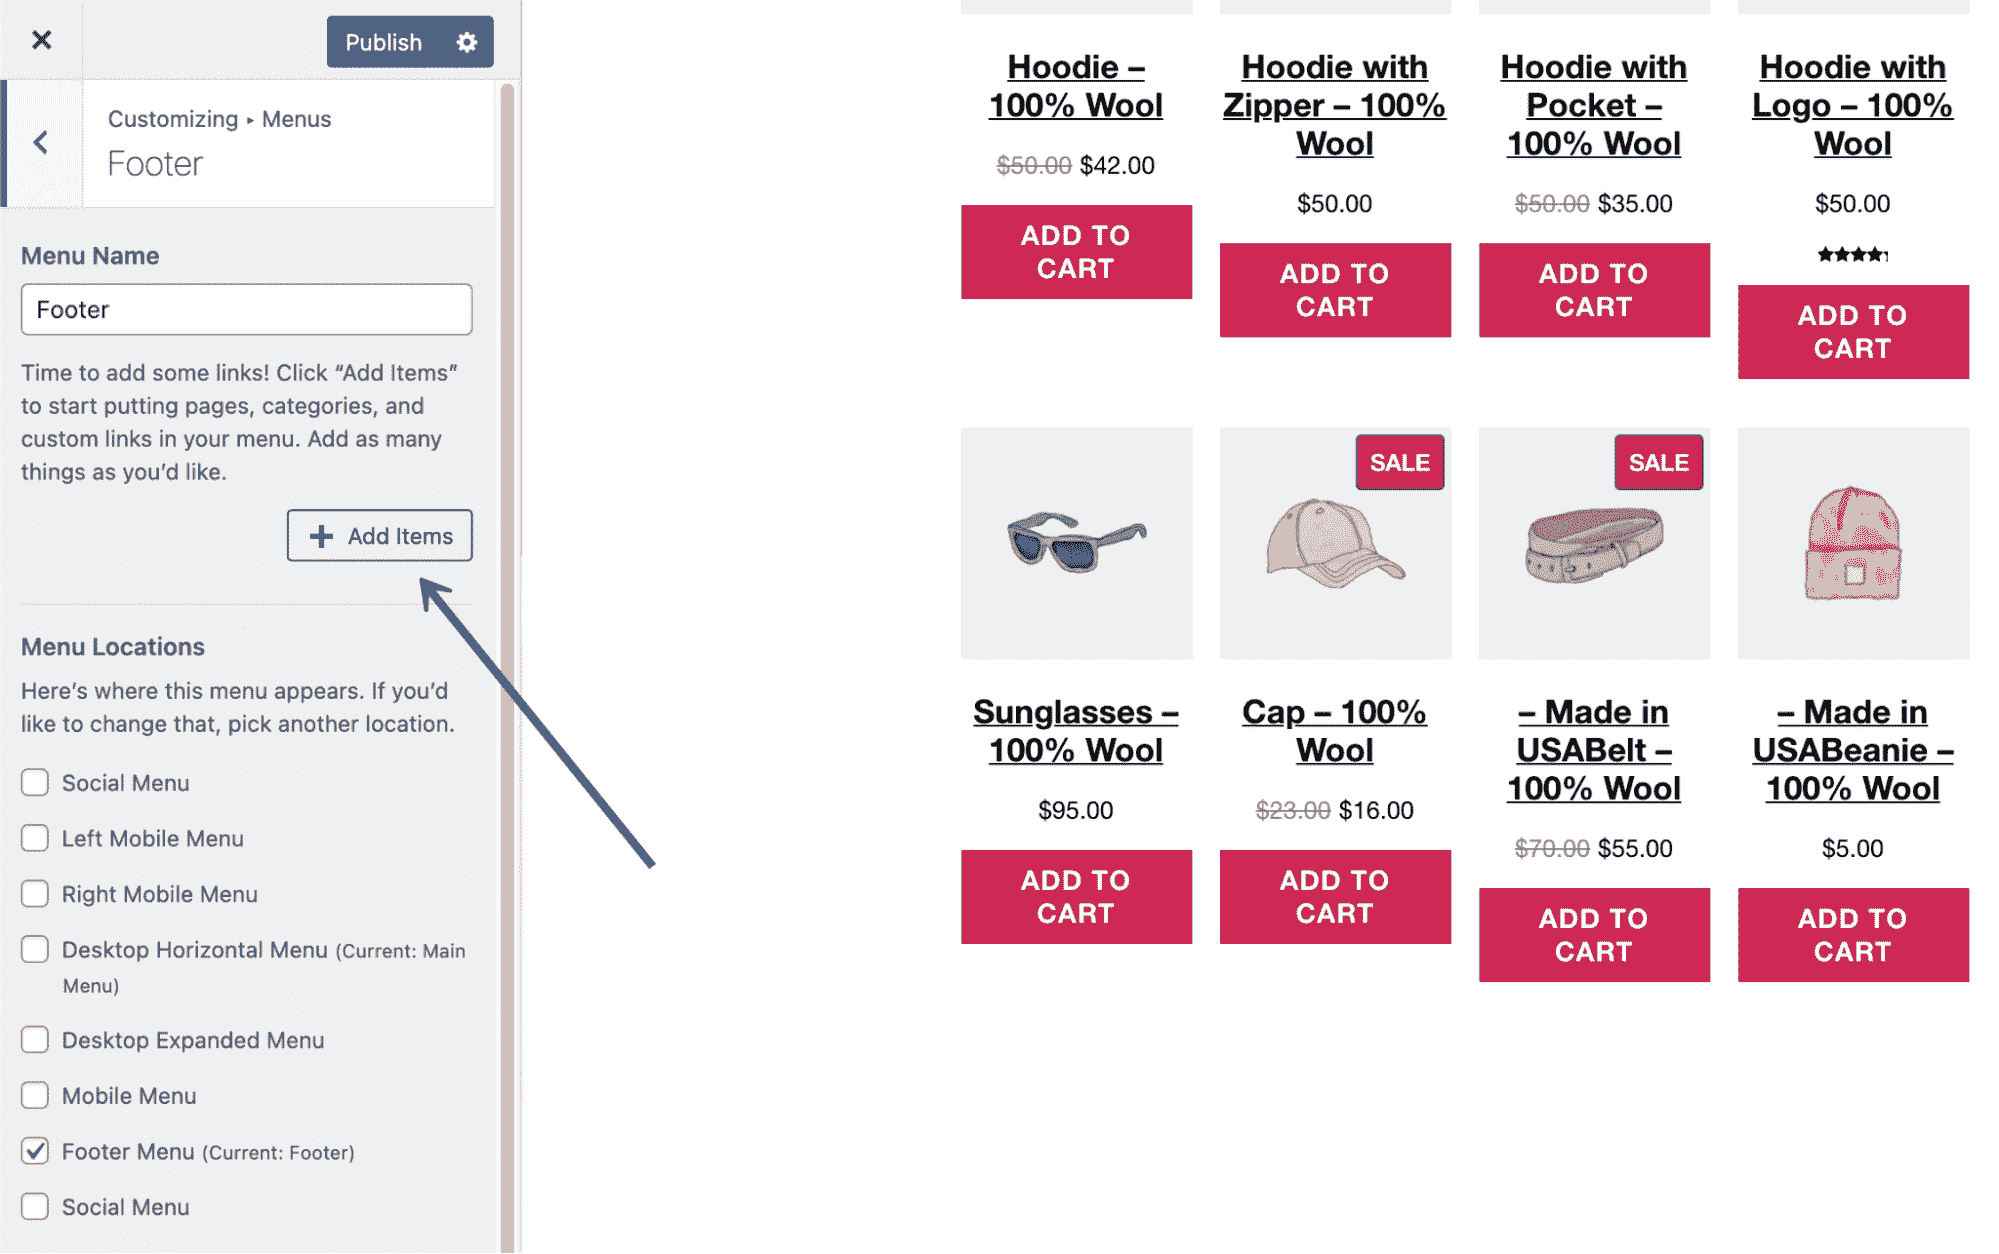 Publish
Customizing ▸ Menus
Footer
Menu Name
Footer
Time to add some links! Click “Add Items”
to start putting pages, categories, and
custom links in your menu. Add as many
things as you’d like.
Add Items
Menu Locations
Here’s where this menu appears. If you’d
like to change that, pick another location.
Social Menu
Left Mobile Menu
Right Mobile Menu
Desktop Horizontal Menu (Current: Main
Menu)
Desktop Expanded Menu
Mobile Menu
Footer Menu (Current: Footer)
Social Menu
Hoodie –
100% Wool
$50.00 $42.00
ADD TO
CART
Hoodie with
Zipper – 100%
Wool
$50.00
ADD TO
CART
Hoodie with
Pocket –
100% Wool
$50.00 $35.00
ADD TO
CART
Hoodie with
Logo – 100%
Wool
$50.00
ADD TO
CART
Sunglasses –
100% Wool
$95.00
ADD TO
CART
SALE
Cap – 100%
Wool
$23.00 $16.00
ADD TO
CART
SALE
– Made in
USABelt –
100% Wool
$70.00 $55.00
ADD TO
CART
– Made in
USABeanie –
100% Wool
$5.00
ADD TO
CART